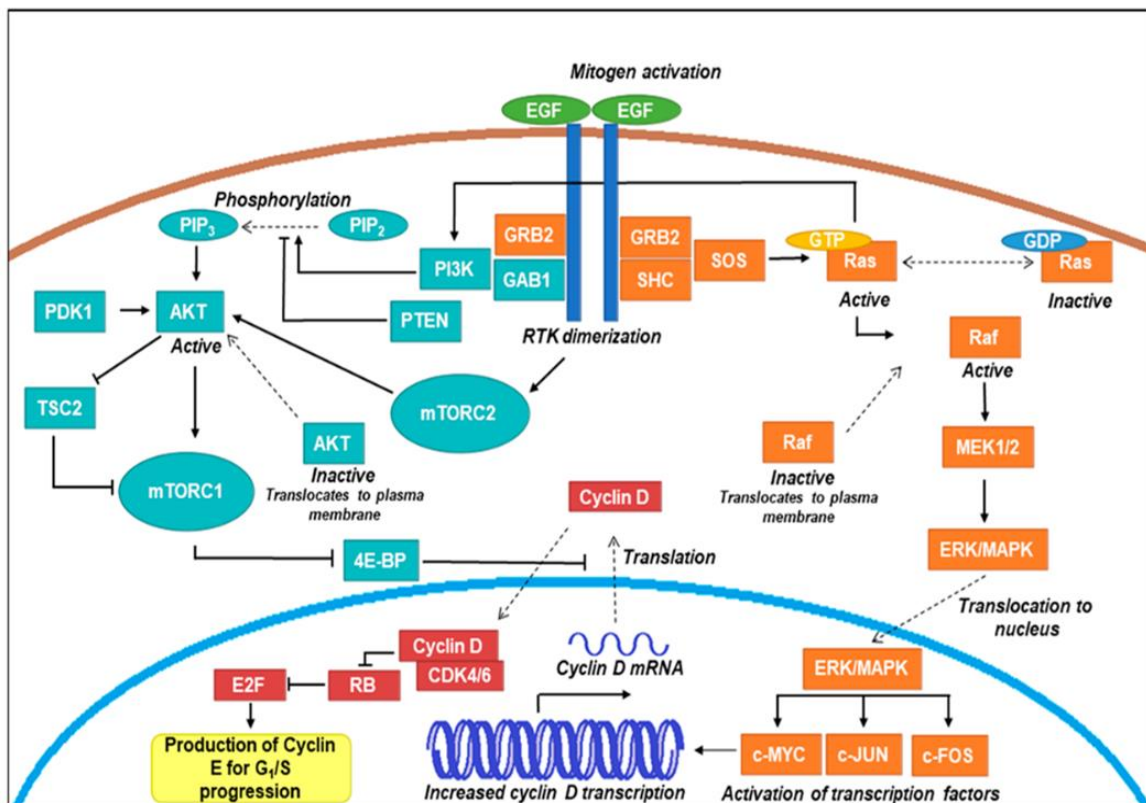 Mitogen activation
EGF
EGF
Phosphorylation
PIP3
PIP2
GRB2
GRB2
GTP
GDP
PI3K
GAB1
SHC
SOS
Ras
Ras
PDK1
AKT
PTEN
Active
Inactive
Active
RTK dimerization
Raf
Active
TSC2
mTORC2
AKT
Raf
MEK1/2
Inactive
Translocates to plasma
membrane
Inactive
Translocates to plasma
membrane
mTORC1
Cyclin D
4E-BP
Translation
ERK/MAPK
Translocation to
nucleus
Cyclin D
CDK4/6
Cyclin D mRNA
ERK/MAPK
E2F
RB
Production of Cyclin
E for G1/S
progression
c-MYC
c-JUN
c-FOS
Increased cyclin D transcription
Activation of transcription factors